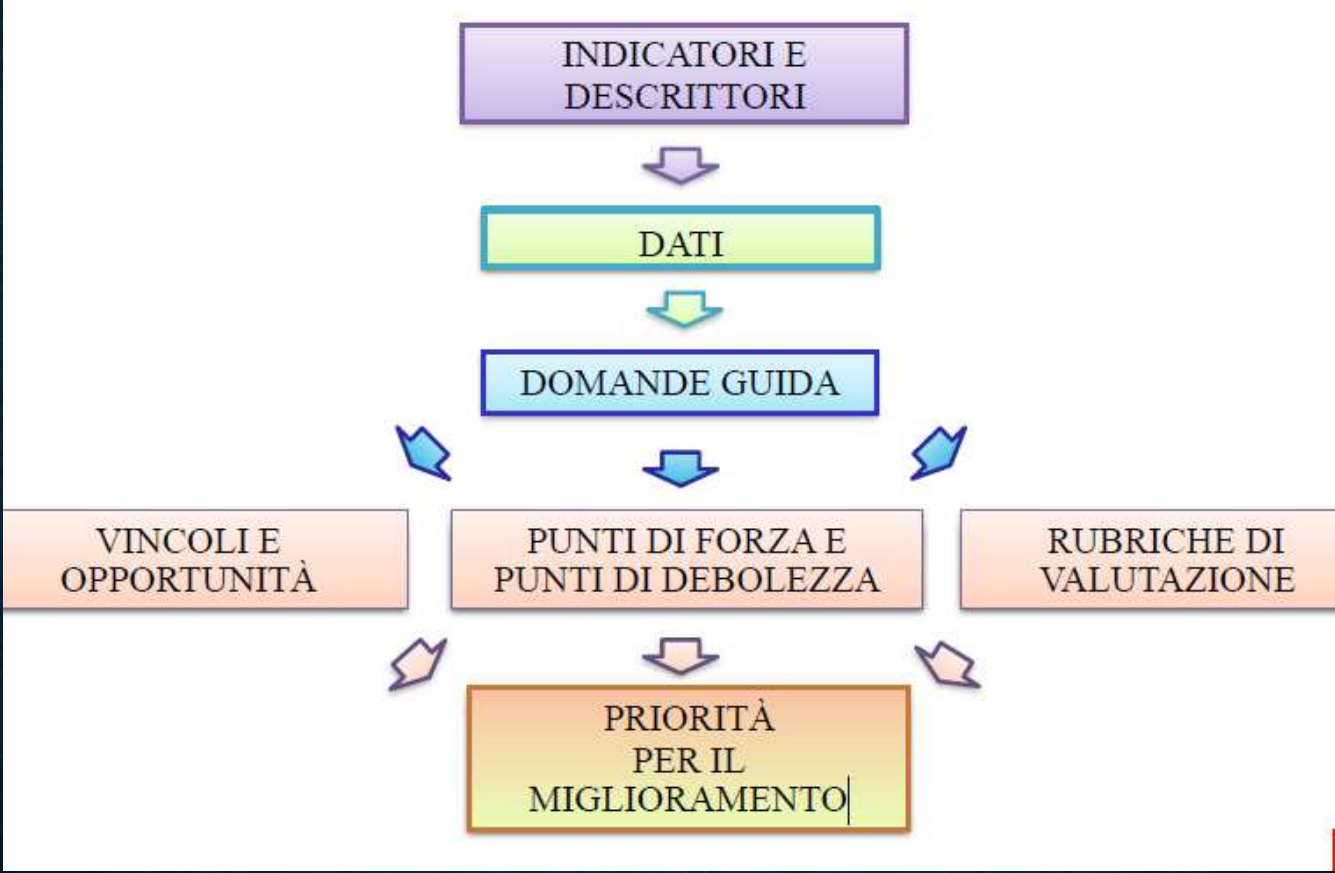 INDICATORI E
DESCRITTORI
DATI
DOMANDE GUIDA
VINCOLI E
OPPORTUNITÀ
PUNTI DI FORZA E
PUNTI DI DEBOLEZZA
RUBRICHE DI
VALUTAZIONE
PRIORITÀ
PER IL
MIGLIORAMENTO